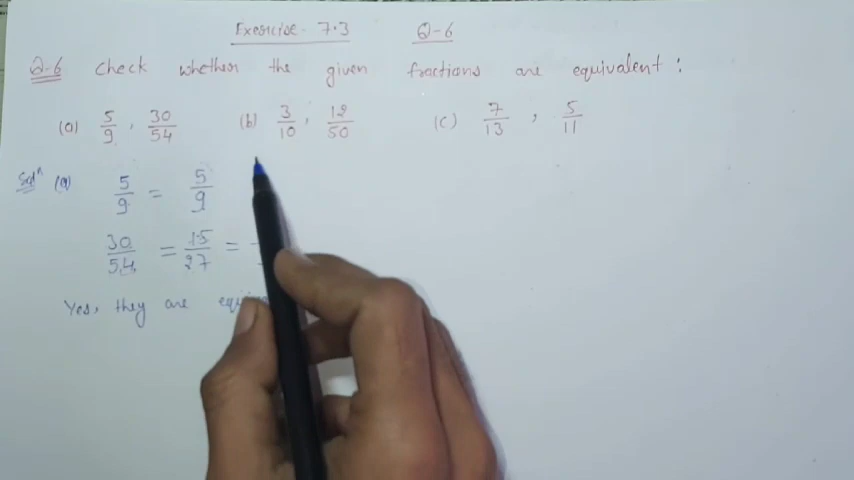 Exercise - 7.3 Q-6
Q-6 Check whether the given fractions are equivalent :
(a) 5/9 , 30/54 (b) 3/10 , 12/50 (c) 7/13 , 5/11
Solⁿ (a) 5/9 = 5/9
30/54 = 15/27 =
Yes, they are